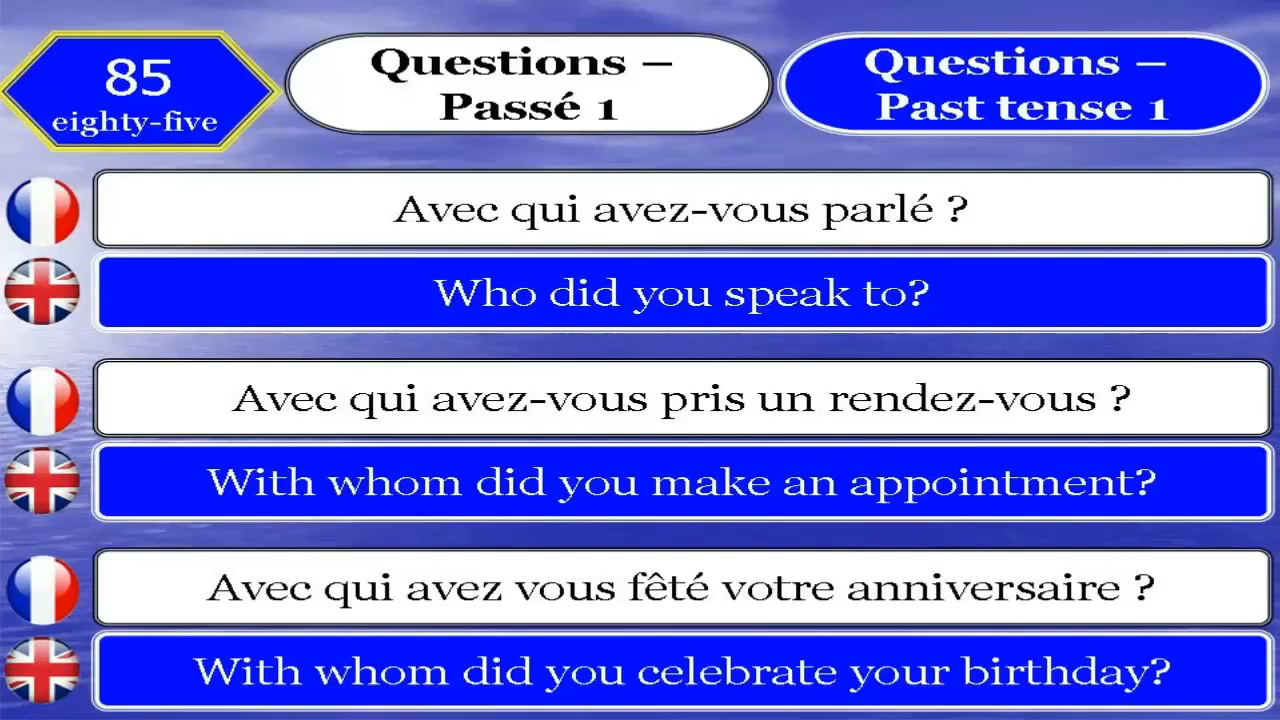 85
eighty-five
Questions –
Passé 1
Questions –
Past tense 1
Avec qui avez-vous parlé ?
Who did you speak to?
Avec qui avez-vous pris un rendez-vous ?
With whom did you make an appointment?
Avec qui avez vous fêté votre anniversaire ?
With whom did you celebrate your birthday?